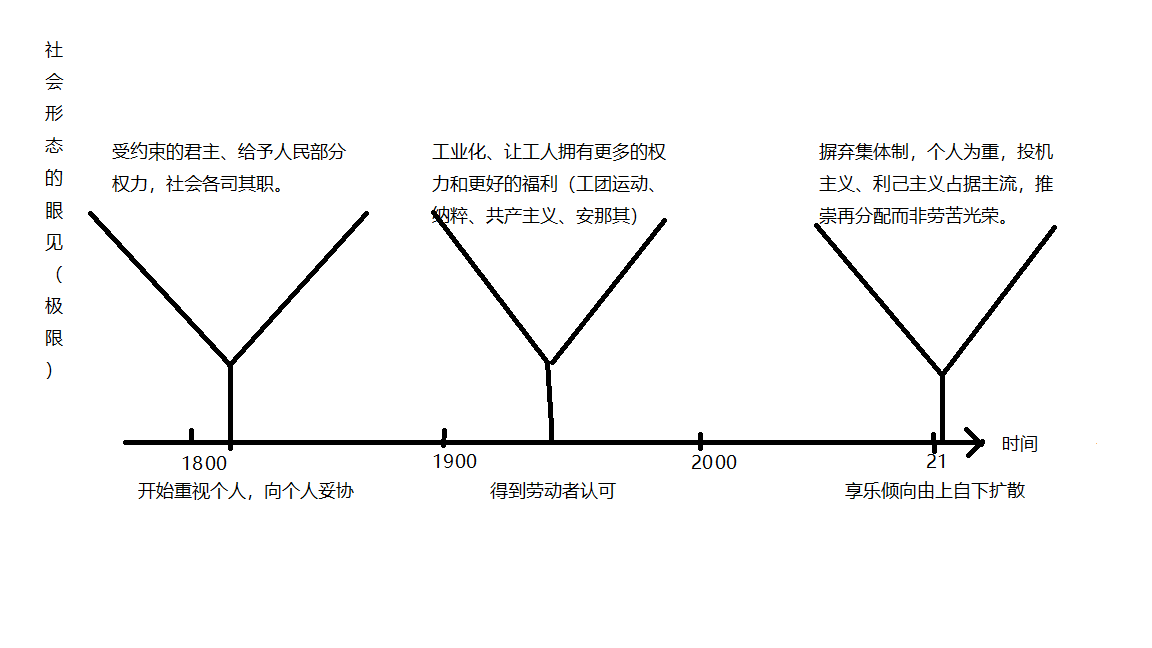 社会形态的眼见（极限）
受约束的君主、给予人民部分
权力，社会各司其职。
工业化、让工人拥有更多的权
力和更好的福利（工团运动、
纳粹、共产主义、安那其）
摒弃集体制，个人为重，投机
主义、利己主义占据主流，推
崇再分配而非劳苦光荣。
时间
1800
1900
2000
21
开始重视个人，向个人妥协
得到劳动者认可
享乐倾向由上自下扩散